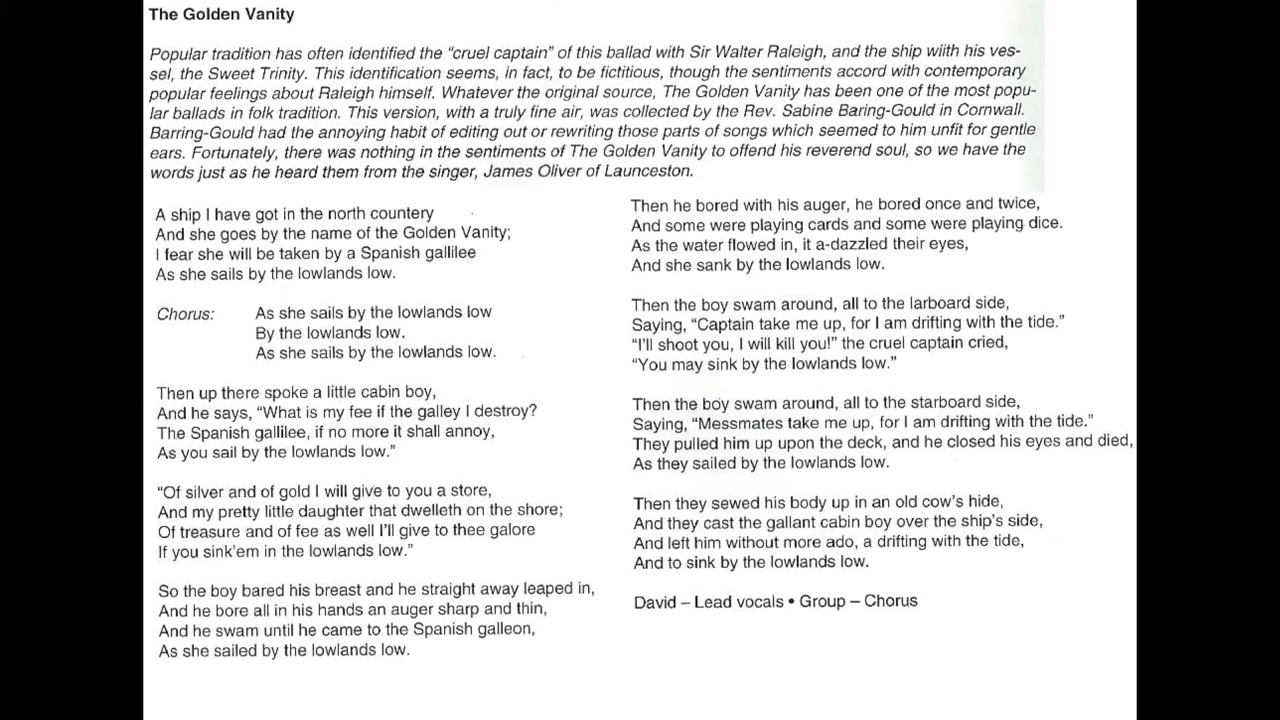 The Golden Vanity
Popular tradition has often identified the “cruel captain” of this ballad with Sir Walter Raleigh, and the ship wiith his ves-
sel, the Sweet Trinity. This identification seems, in fact, to be fictitious, though the sentiments accord with contemporary
popular feelings about Raleigh himself. Whatever the original source, The Golden Vanity has been one of the most popu-
lar ballads in folk tradition. This version, with a truly fine air, was collected by the Rev. Sabine Baring-Gould in Cornwall.
Barring-Gould had the annoying habit of editing out or rewriting those parts of songs which seemed to him unfit for gentle
ears. Fortunately, there was nothing in the sentiments of The Golden Vanity to offend his reverend soul, so we have the
words just as he heard them from the singer, James Oliver of Launceston.
A ship I have got in the north countery
And she goes by the name of the Golden Vanity;
I fear she will be taken by a Spanish gallilee
As she sails by the lowlands low.
Chorus: As she sails by the lowlands low
By the lowlands low.
As she sails by the lowlands low.
Then up there spoke a little cabin boy,
And he says, “What is my fee if the galley I destroy?
The Spanish gallilee, if no more it shall annoy,
As you sail by the lowlands low.”
“Of silver and of gold I will give to you a store,
And my pretty little daughter that dwelleth on the shore;
Of treasure and of fee as well I’ll give to thee galore
If you sink’em in the lowlands low.”
So the boy bared his breast and he straight away leaped in,
And he bore all in his hands an auger sharp and thin,
And he swam until he came to the Spanish galleon,
As she sailed by the lowlands low.
Then he bored with his auger, he bored once and twice,
And some were playing cards and some were playing dice.
As the water flowed in, it a-dazzled their eyes,
And she sank by the lowlands low.
Then the boy swam around, all to the larboard side,
Saying, “Captain take me up, for I am drifting with the tide.”
“I’ll shoot you, I will kill you!” the cruel captain cried,
“You may sink by the lowlands low.”
Then the boy swam around, all to the starboard side,
Saying, “Messmates take me up, for I am drifting with the tide.”
They pulled him up upon the deck, and he closed his eyes and died,
As they sailed by the lowlands low.
Then they sewed his body up in an old cow’s hide,
And they cast the gallant cabin boy over the ship’s side,
And left him without more ado, a drifting with the tide,
And to sink by the lowlands low.
David – Lead vocals • Group – Chorus